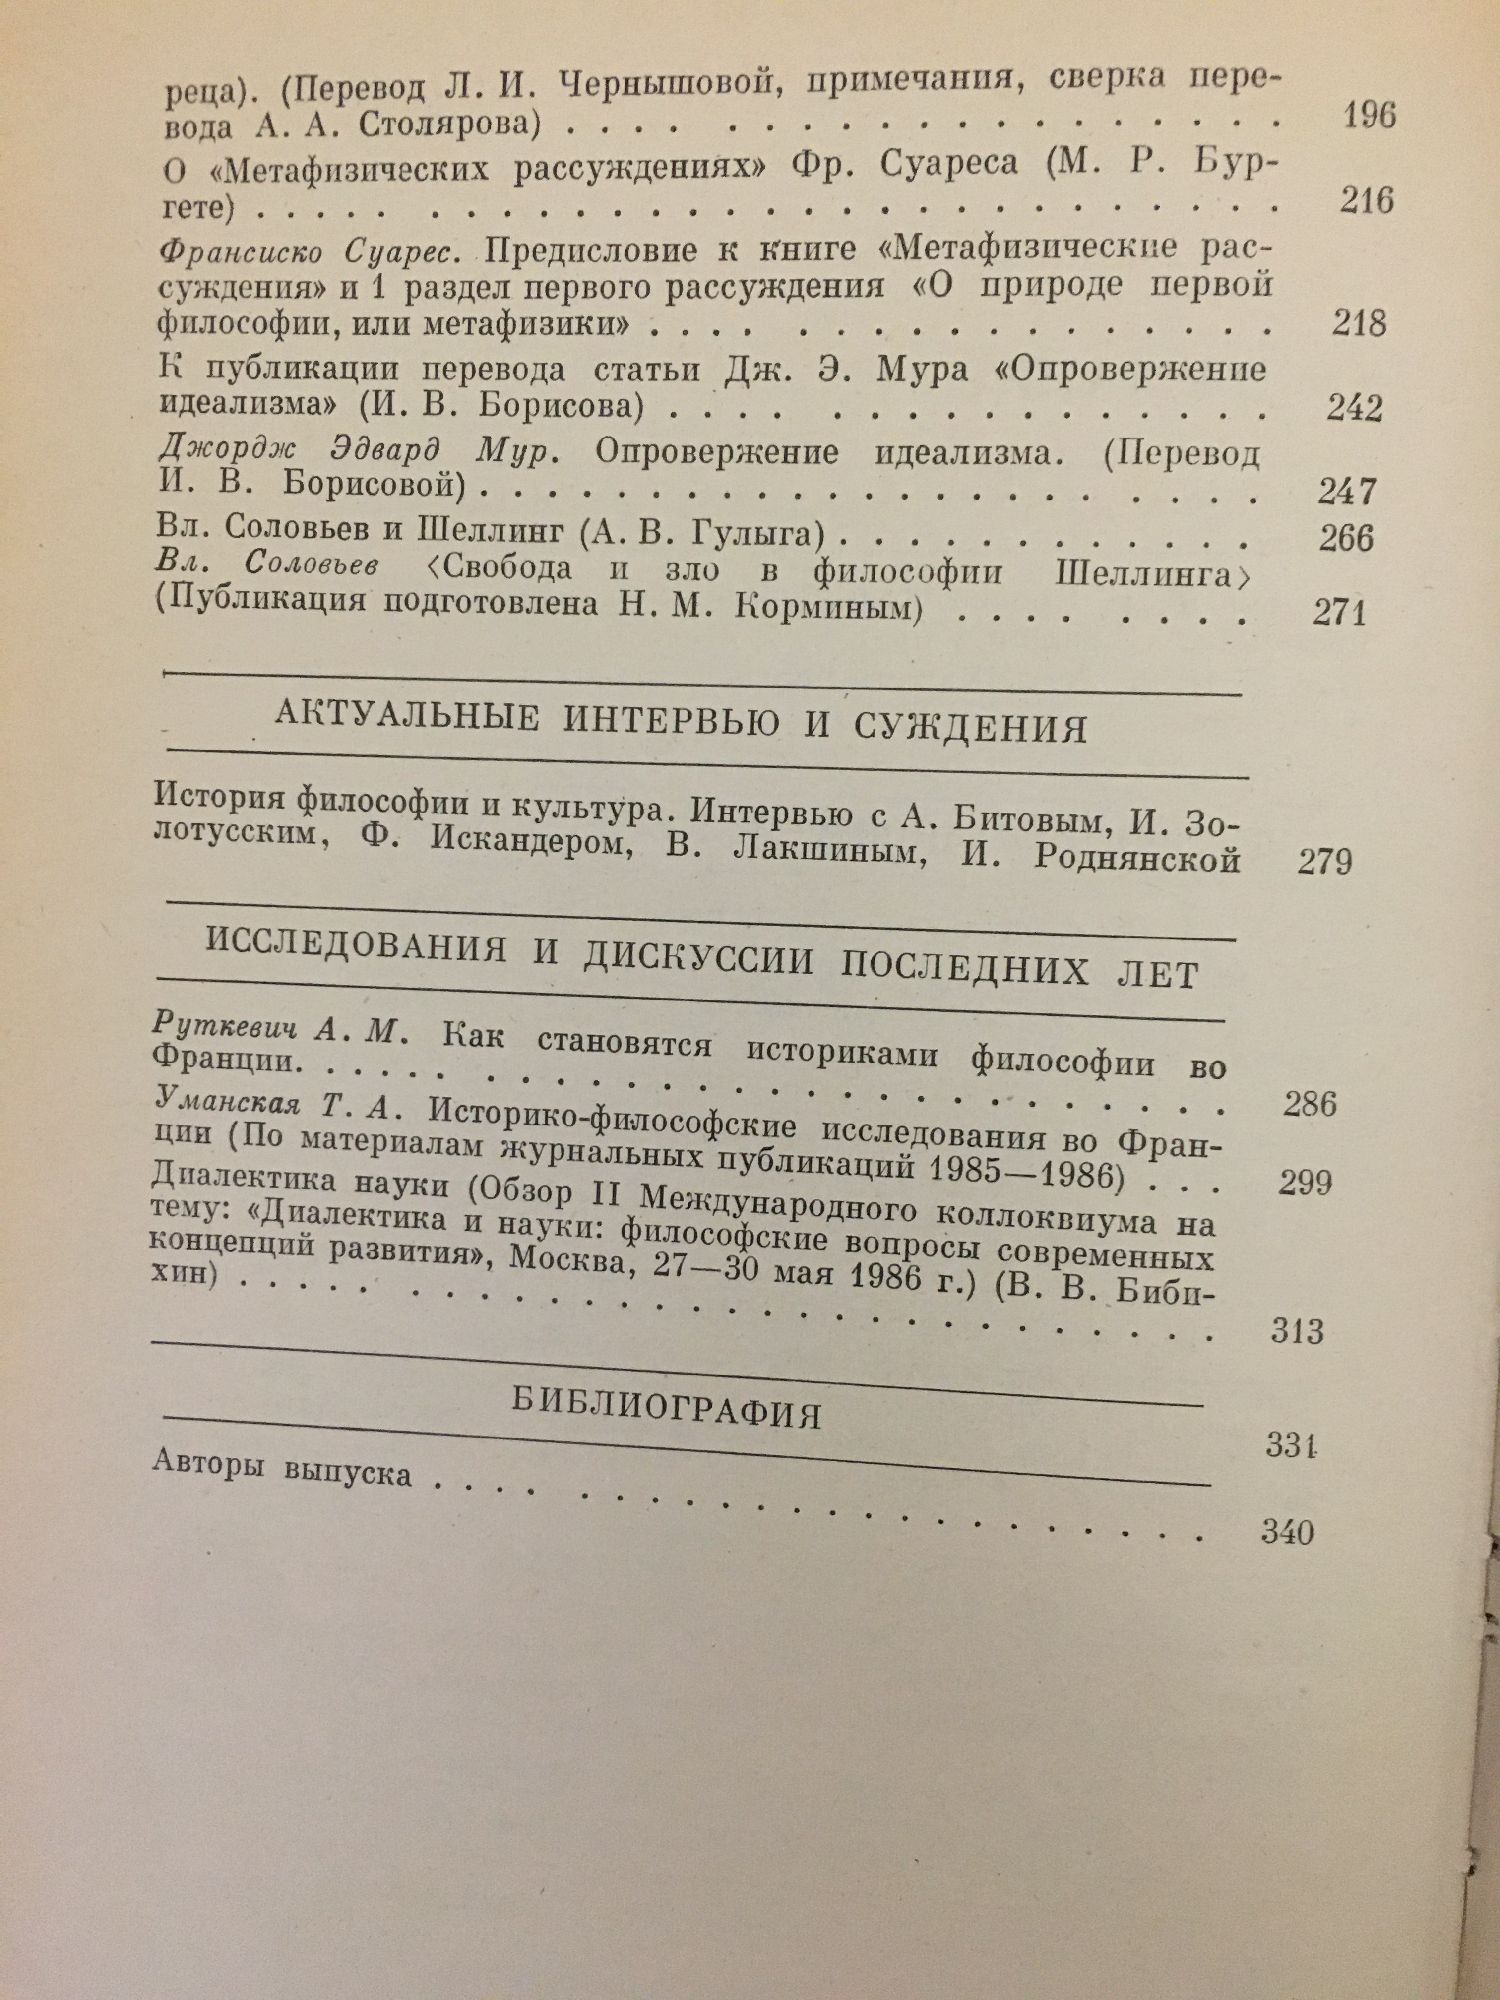 реца). (Перевод Л. И. Чернышовой, примечания, сверка пере-
вода А. А. Столярова) . . . . . . . . . . . . . . . . . . . 196
О «Метафизических рассуждениях» Фр. Суареса (М. Р. Бур-
гете) . . . . . . . . . . . . . . . . . . . . . . . . . . . 216
Франсиско Суарес. Предисловие к книге «Метафизические рас-
суждения» и 1 раздел первого рассуждения «О природе первой
философии, или метафизики» . . . . . . . . . . . . . . . . . 218
К публикации перевода статьи Дж. Э. Мура «Опровержение
идеализма» (И. В. Борисова) . . . . . . . . . . . . . . . . 242
Джордж Эдвард Мур. Опровержение идеализма. (Перевод
И. В. Борисовой) . . . . . . . . . . . . . . . . . . . . . . 247
Вл. Соловьев и Шеллинг (А. В. Гулыга) . . . . . . . . . . . . 266
Вл. Соловьев <Свобода и зло в философии Шеллинга>
(Публикация подготовлена Н. М. Корминым) . . . . . . . . 271
АКТУАЛЬНЫЕ ИНТЕРВЬЮ И СУЖДЕНИЯ
История философии и культура. Интервью с А. Битовым, И. Зо-
лотусским, Ф. Искандером, В. Лакшиным, И. Роднянской 279
ИССЛЕДОВАНИЯ И ДИСКУССИИ ПОСЛЕДНИХ ЛЕТ
Руткевич А. М. Как становятся историками философии во
Франции. . . . . . . . . . . . . . . . . . . . . . . . . . 286
Уманская Т. А. Историко-философские исследования во Фран-
ции (По материалам журнальных публикаций 1985—1986) . . . 299
Диалектика науки (Обзор II Международного коллоквиума на
тему: «Диалектика и науки: философские вопросы современных
концепций развития», Москва, 27—30 мая 1986 г.) (В. В. Биби-
хин) . . . . . . . . . . . . . . . . . . . . . . . . . . . . 313
БИБЛИОГРАФИЯ 331
Авторы выпуска . . . . . . . . . . . . . . . . . . . . . . 340